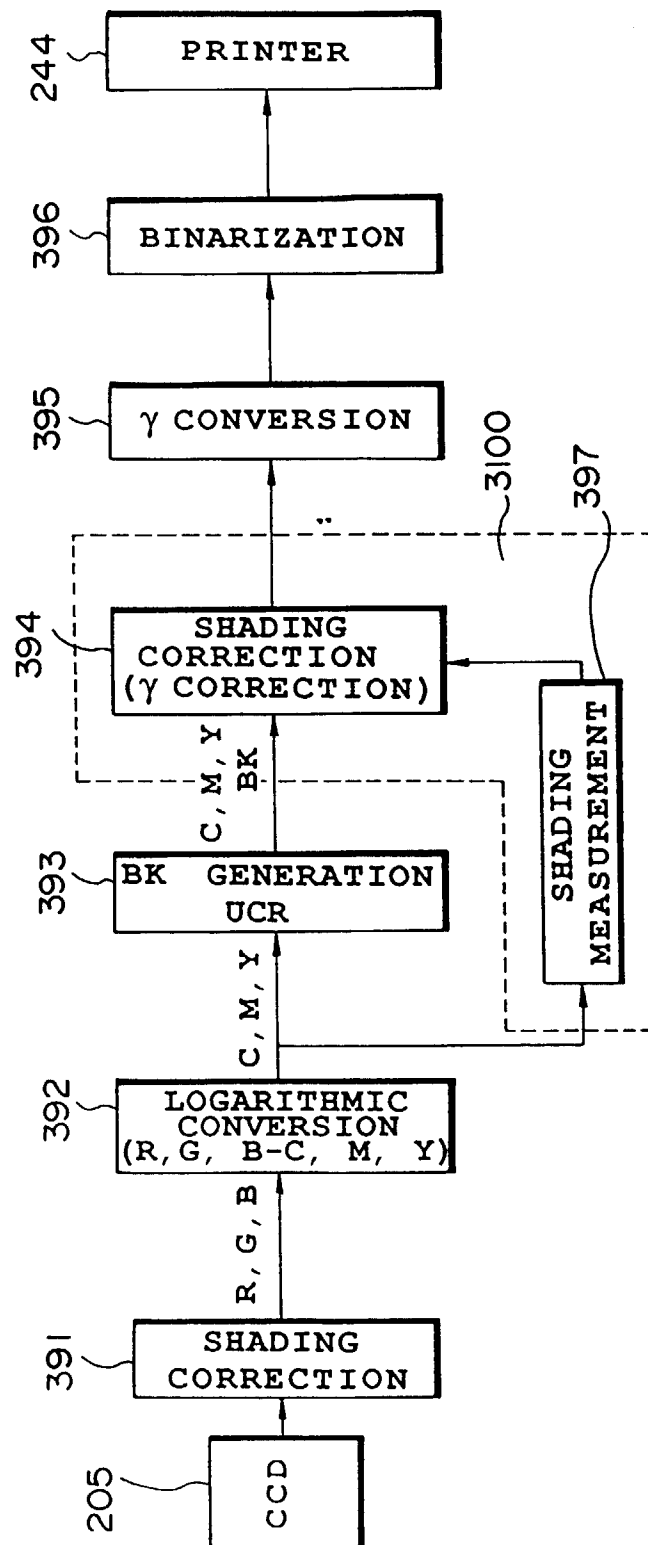 205
CCD
391
SHADING
CORRECTION
R, G, B
392
LOGARITHMIC
CONVERSION
(R,G, B-C, M, Y)
C, M, Y
393
BK GENERATION
UCR
C, M, Y
BK
394
SHADING
CORRECTION
(γ CORRECTION)
SHADING
MEASUREMENT
397
3100
395
γ CONVERSION
396
BINARIZATION
244
PRINTER